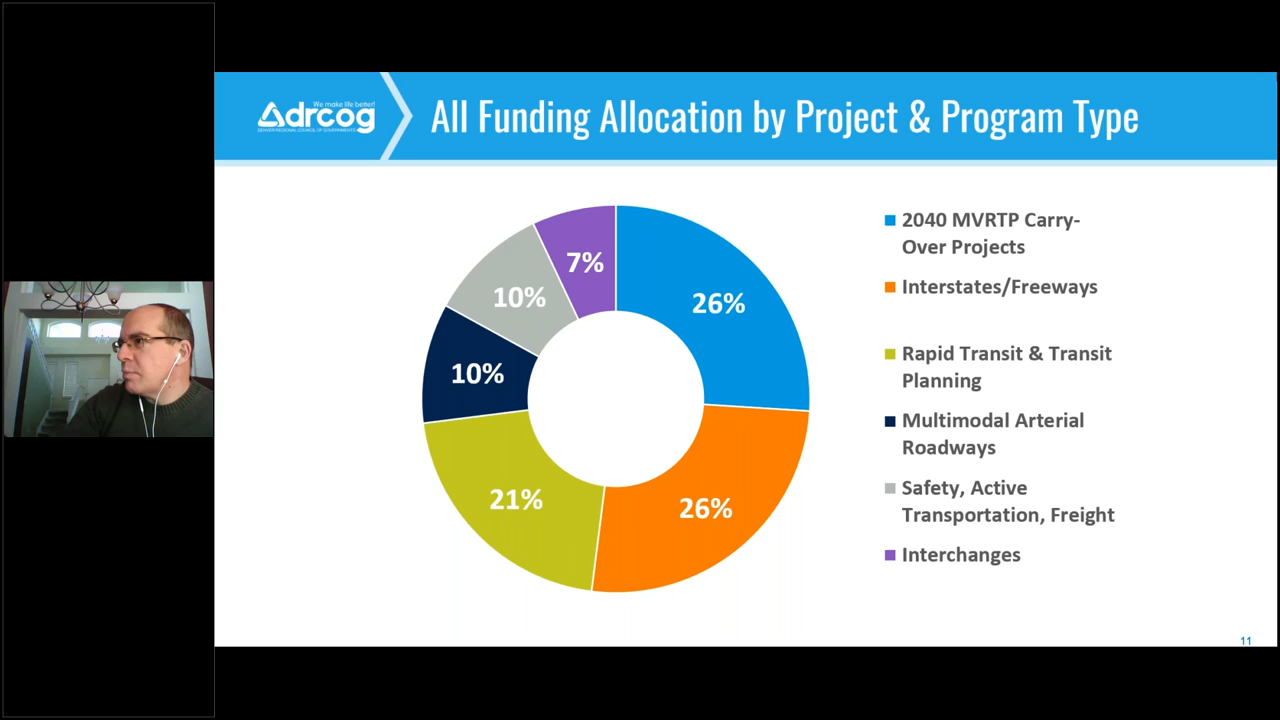 We make life better!
drcog
DENVER REGIONAL COUNCIL OF GOVERNMENTS
All Funding Allocation by Project & Program Type
7%
26%
10%
10%
21%
26%
2040 MVRTP Carry-
Over Projects
Interstates/Freeways
Rapid Transit & Transit
Planning
Multimodal Arterial
Roadways
Safety, Active
Transportation, Freight
Interchanges
11